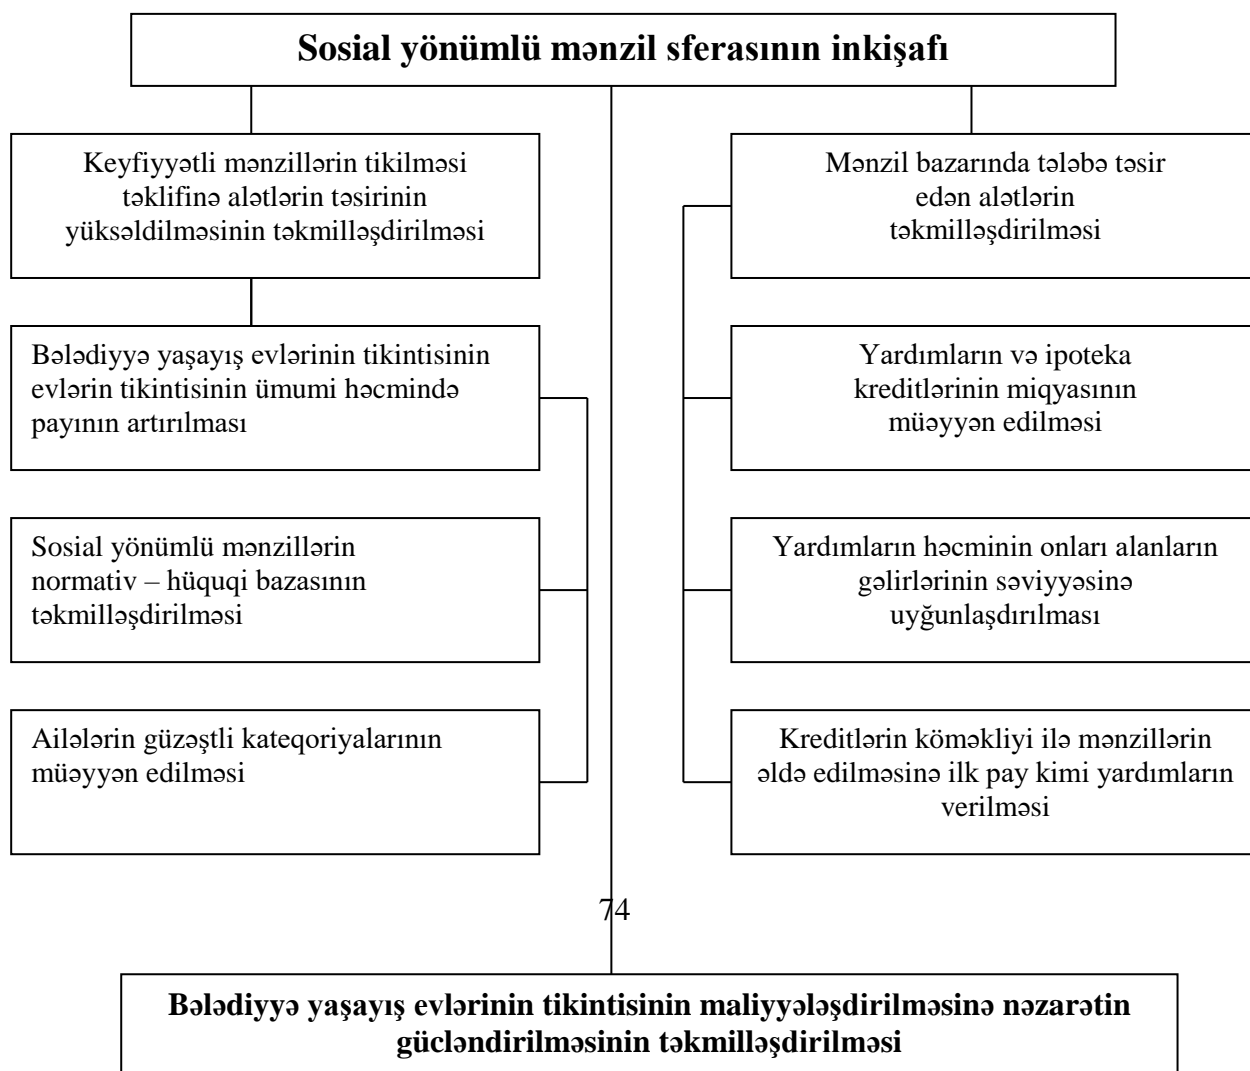 Sosial yönümlü mənzil sferasının inkişafı
Keyfiyyətli mənzillərin tikilməsi
təklifinə alətlərin təsirinin
yüksəldilməsinin təkmilləşdirilməsi
Bələdiyyə yaşayış evlərinin tikintisinin
evlərin tikintisinin ümumi həcmində
payının artırılması
Sosial yönümlü mənzillərin
normativ – hüquqi bazasının
təkmilləşdirilməsi
Ailələrin güzəştli kateqoriyalarının
müəyyən edilməsi
Mənzil bazarında tələbə təsir
edən alətlərin
təkmilləşdirilməsi
Yardımların və ipoteka
kreditlərinin miqyasının
müəyyən edilməsi
Yardımların həcminin onları alanların
gəlirlərinin səviyyəsinə
uyğunlaşdırılması
Kreditlərin köməkliyi ilə mənzillərin
əldə edilməsinə ilk pay kimi yardımların
verilməsi
74
Bələdiyyə yaşayış evlərinin tikintisinin maliyyələşdirilməsinə nəzarətin
gücləndirilməsinin təkmilləşdirilməsi